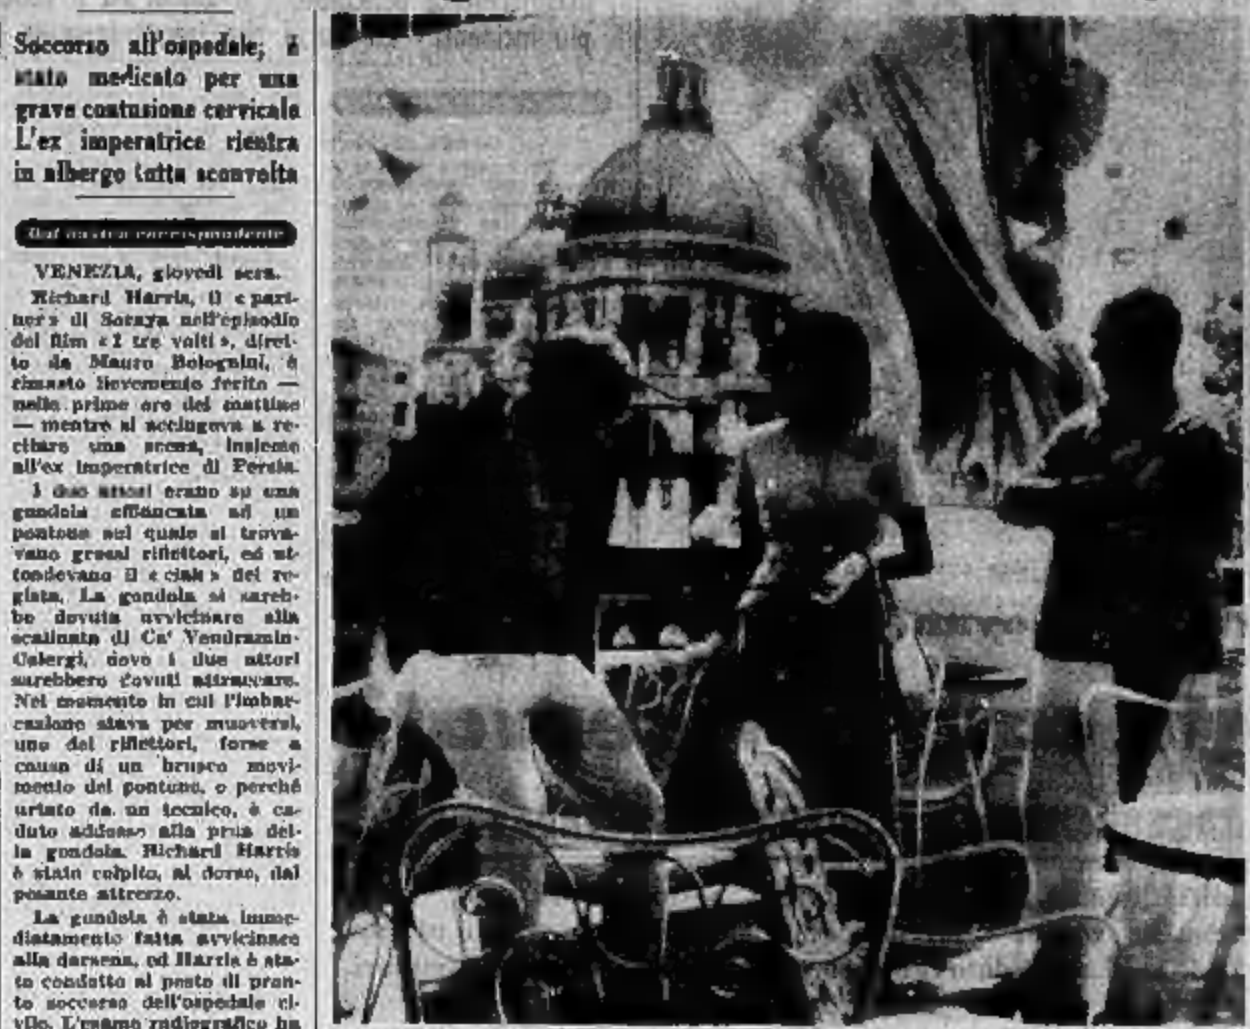 Soccorso all'ospedale, è
stato medicato per una
grave contusione cervicale
L'ex imperatrice rientra
in albergo tutta sconvolta
Dal nostro corrispondente
VENEZIA, giovedì sera.
Richard Harris, il « part-
ner » di Soraya nell'episodio
del film « I tre volti », diret-
to da Mauro Bolognini, è
rimasto lievemente ferito —
nelle prime ore del mattino
— mentre si accingeva a re-
citare una scena, insieme
all'ex imperatrice di Persia.
I due attori erano su una
gondola affiancata ad un
pontone sul quale si trova-
vano grossi riflettori, ed at-
tendevano il « ciak » del re-
gista. La gondola si sareb-
be dovuta avvicinare alla
scalinata di Ca' Vendramin-
Calergi, dove i due attori
sarebbero dovuti attraccare.
Nel momento in cui l'imbar-
cazione stava per muoversi,
uno dei riflettori, forse a
causa di un brusco movi-
mento del pontone, o perché
urtato da un tecnico, è ca-
duto addosso alla prua del-
la gondola. Richard Harris
è stato colpito, al dorso, dal
pesante attrezzo.
La gondola è stata imme-
diatamente fatta avvicinare
alla darsena, ed Harris è sta-
to condotto al posto di pron-
to soccorso dell'ospedale ci-
vile. L'esame radiografico ha